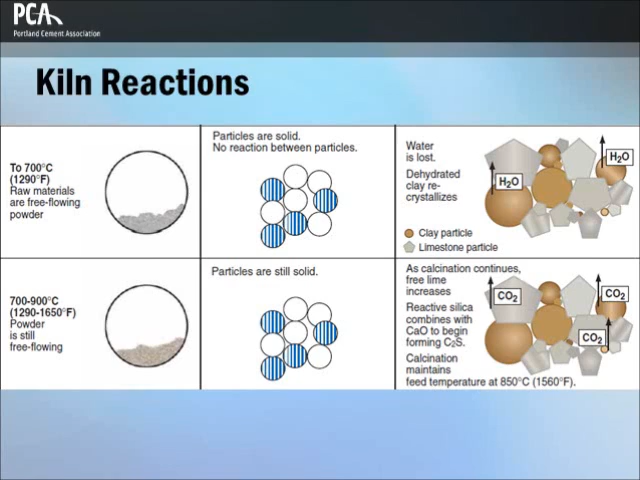 PCA
Portland Cement Association
Kiln Reactions
To 700°C
(1290°F)
Raw materials
are free-flowing
powder
Particles are solid.
No reaction between particles.
Water
is lost.
Dehydrated
clay re-
crystallizes
H₂O
H₂O
Clay particle
Limestone particle
700-900°C
(1290-1650°F)
Powder
is still
free-flowing
Particles are still solid.
As calcination continues,
free lime
increases
Reactive silica
combines with
CaO to begin
forming C₂S.
Calcination
maintains
feed temperature at 850°C (1560°F).
CO₂
CO₂
CO₂